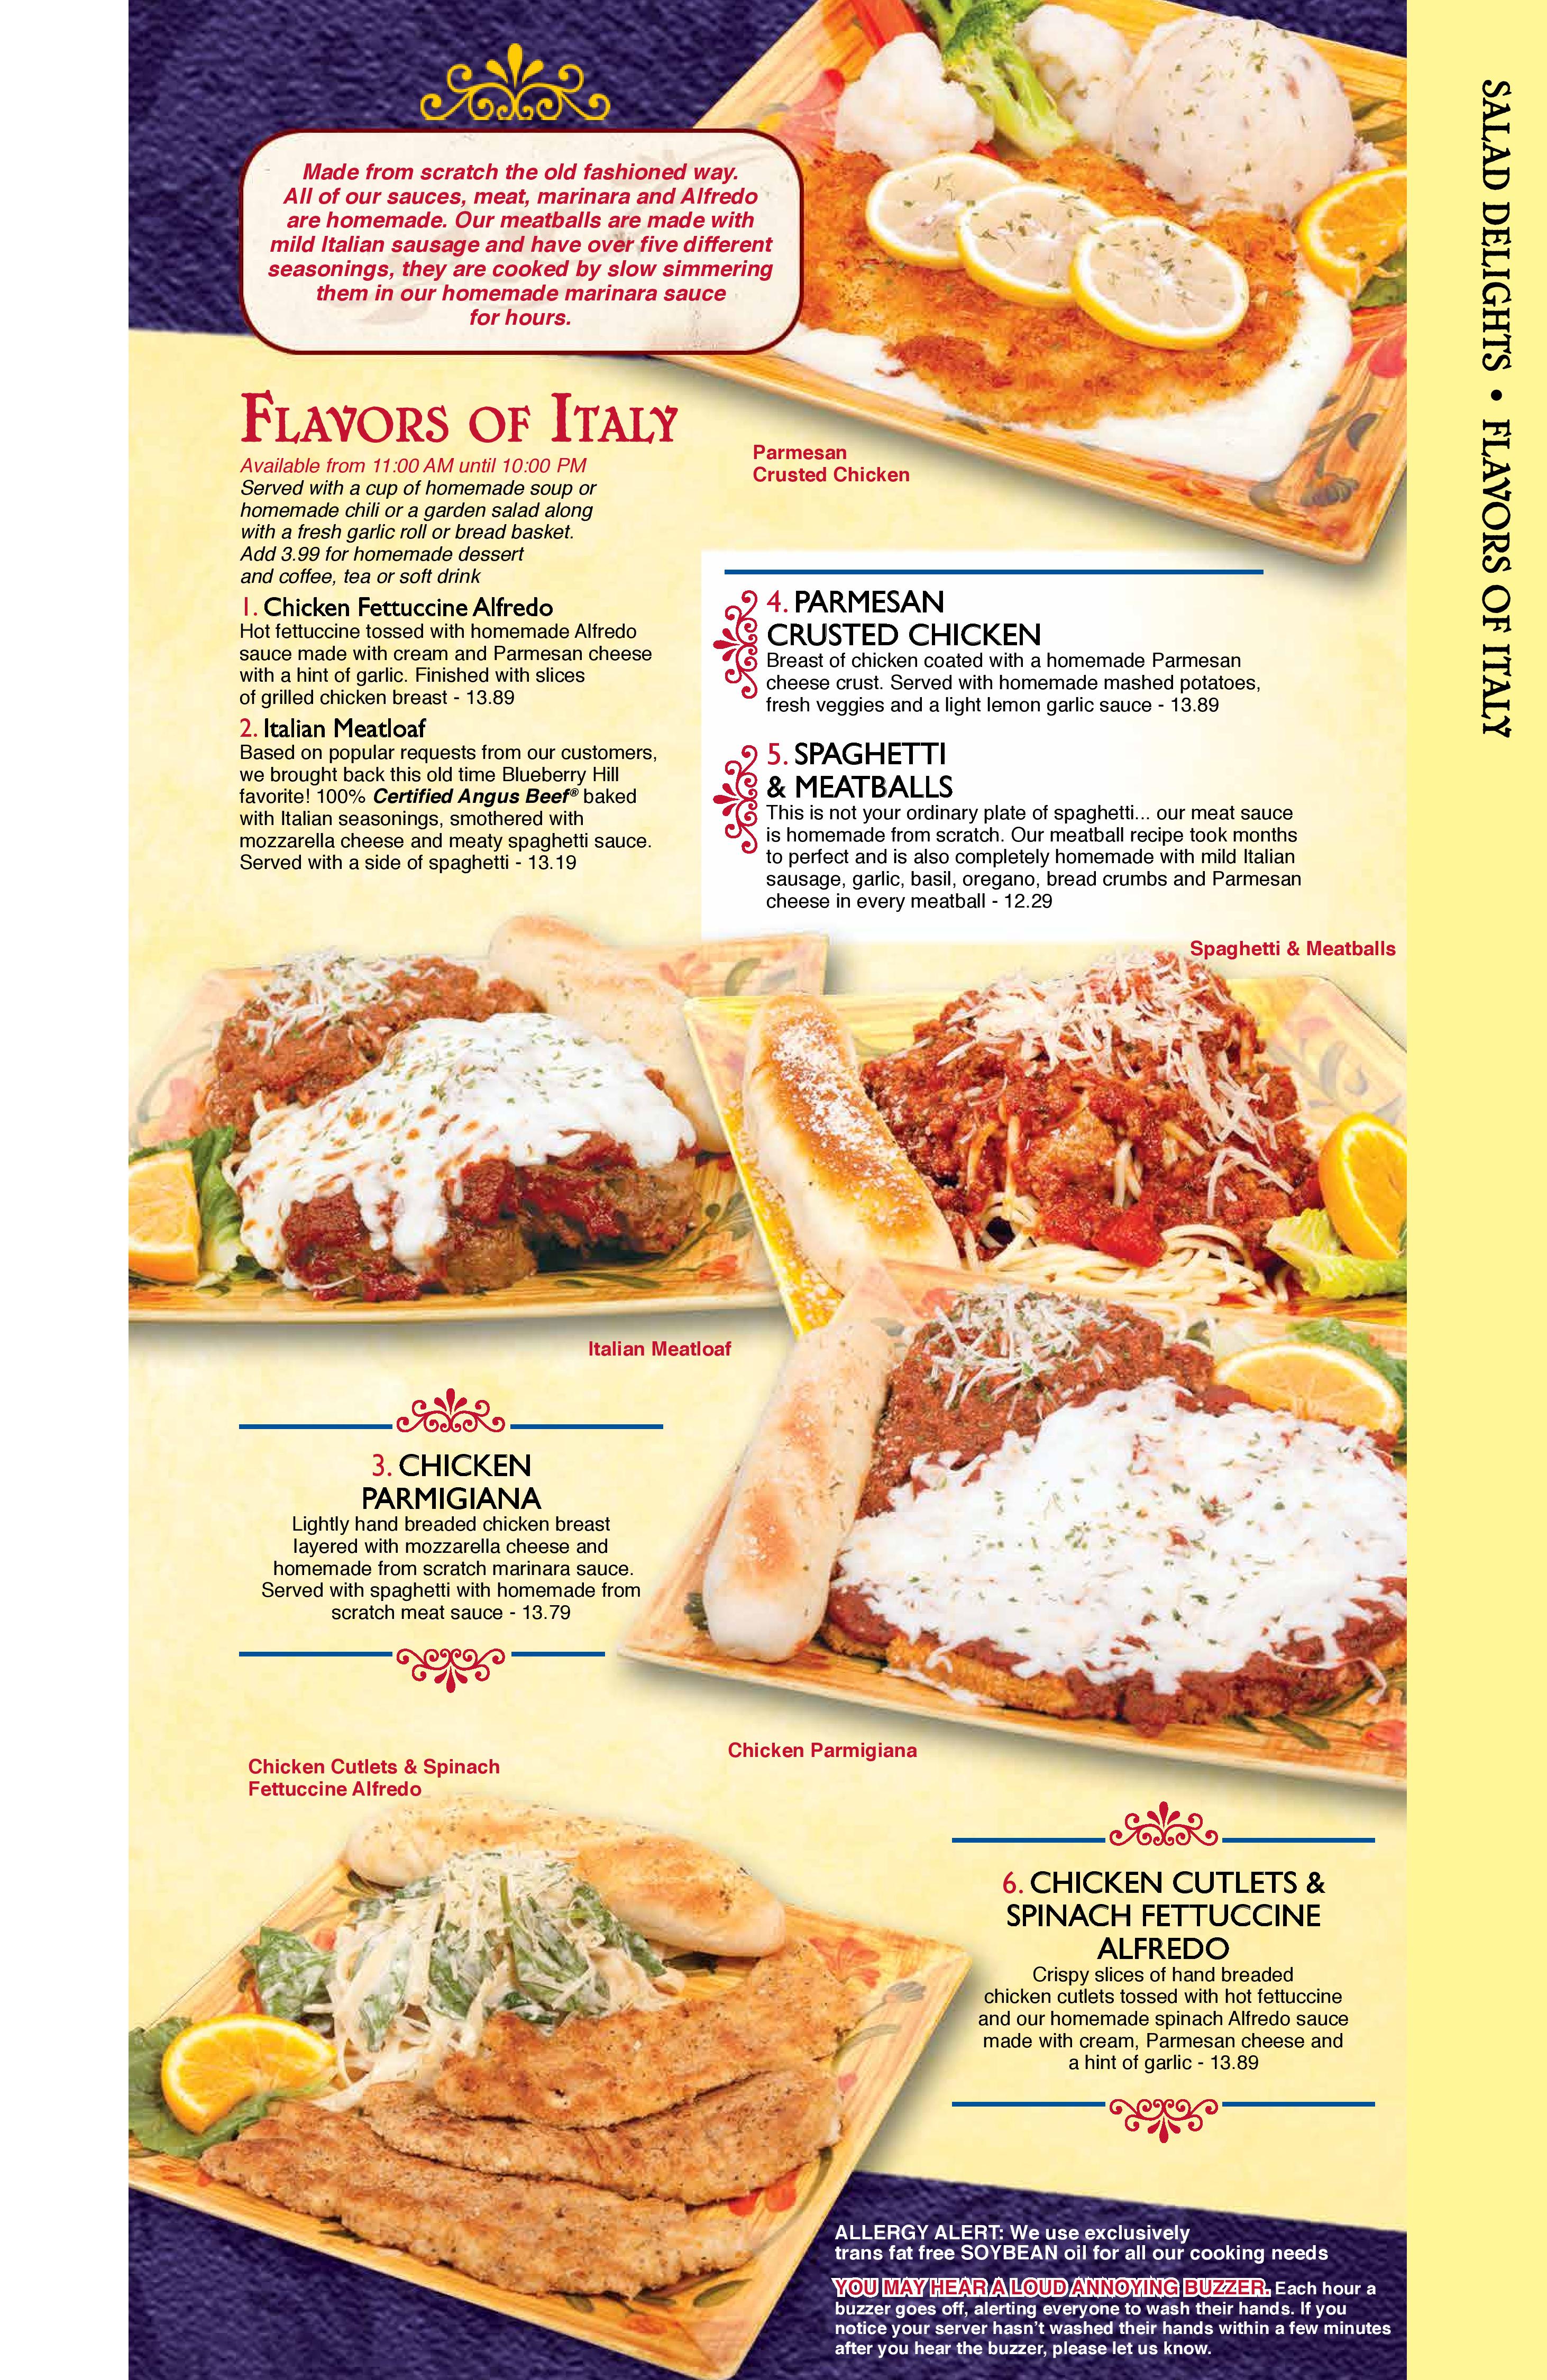 Made from scratch the old fashioned way.
All of our sauces, meat, marinara and Alfredo
are homemade. Our meatballs are made with
mild Italian sausage and have over five different
seasonings, they are cooked by slow simmering
them in our homemade marinara sauce
for hours.
FLAVORS OF ITALY
Available from 11:00 AM until 10:00 PM
Served with a cup of homemade soup or
homemade chili or a garden salad along
with a fresh garlic roll or bread basket.
Add 3.99 for homemade dessert
and coffee, tea or soft drink
1. Chicken Fettuccine Alfredo
Hot fettuccine tossed with homemade Alfredo
sauce made with cream and Parmesan cheese
with a hint of garlic. Finished with slices
of grilled chicken breast - 13.89
2. Italian Meatloaf
Based on popular requests from our customers,
we brought back this old time Blueberry Hill
favorite! 100% Certified Angus Beef® baked
with Italian seasonings, smothered with
mozzarella cheese and meaty spaghetti sauce.
Served with a side of spaghetti - 13.19
Parmesan
Crusted Chicken
4. PARMESAN
CRUSTED CHICKEN
Breast of chicken coated with a homemade Parmesan
cheese crust. Served with homemade mashed potatoes,
fresh veggies and a light lemon garlic sauce - 13.89
5. SPAGHETTI
& MEATBALLS
This is not your ordinary plate of spaghetti... our meat sauce
is homemade from scratch. Our meatball recipe took months
to perfect and is also completely homemade with mild Italian
sausage, garlic, basil, oregano, bread crumbs and Parmesan
cheese in every meatball - 12.29
Spaghetti & Meatballs
Italian Meatloaf
3. CHICKEN
PARMIGIANA
Lightly hand breaded chicken breast
layered with mozzarella cheese and
homemade from scratch marinara sauce.
Served with spaghetti with homemade from
scratch meat sauce - 13.79
Chicken Parmigiana
Chicken Cutlets & Spinach
Fettuccine Alfredo
6. CHICKEN CUTLETS &
SPINACH FETTUCCINE
ALFREDO
Crispy slices of hand breaded
chicken cutlets tossed with hot fettuccine
and our homemade spinach Alfredo sauce
made with cream, Parmesan cheese and
a hint of garlic - 13.89
ALLERGY ALERT: We use exclusively
trans fat free SOYBEAN oil for all our cooking needs
YOU MAY HEAR A LOUD ANNOYING BUZZER. Each hour a
buzzer goes off, alerting everyone to wash their hands. If you
notice your server hasn't washed their hands within a few minutes
after you hear the buzzer, please let us know.
SALAD DELIGHTS • FLAVORS OF ITALY